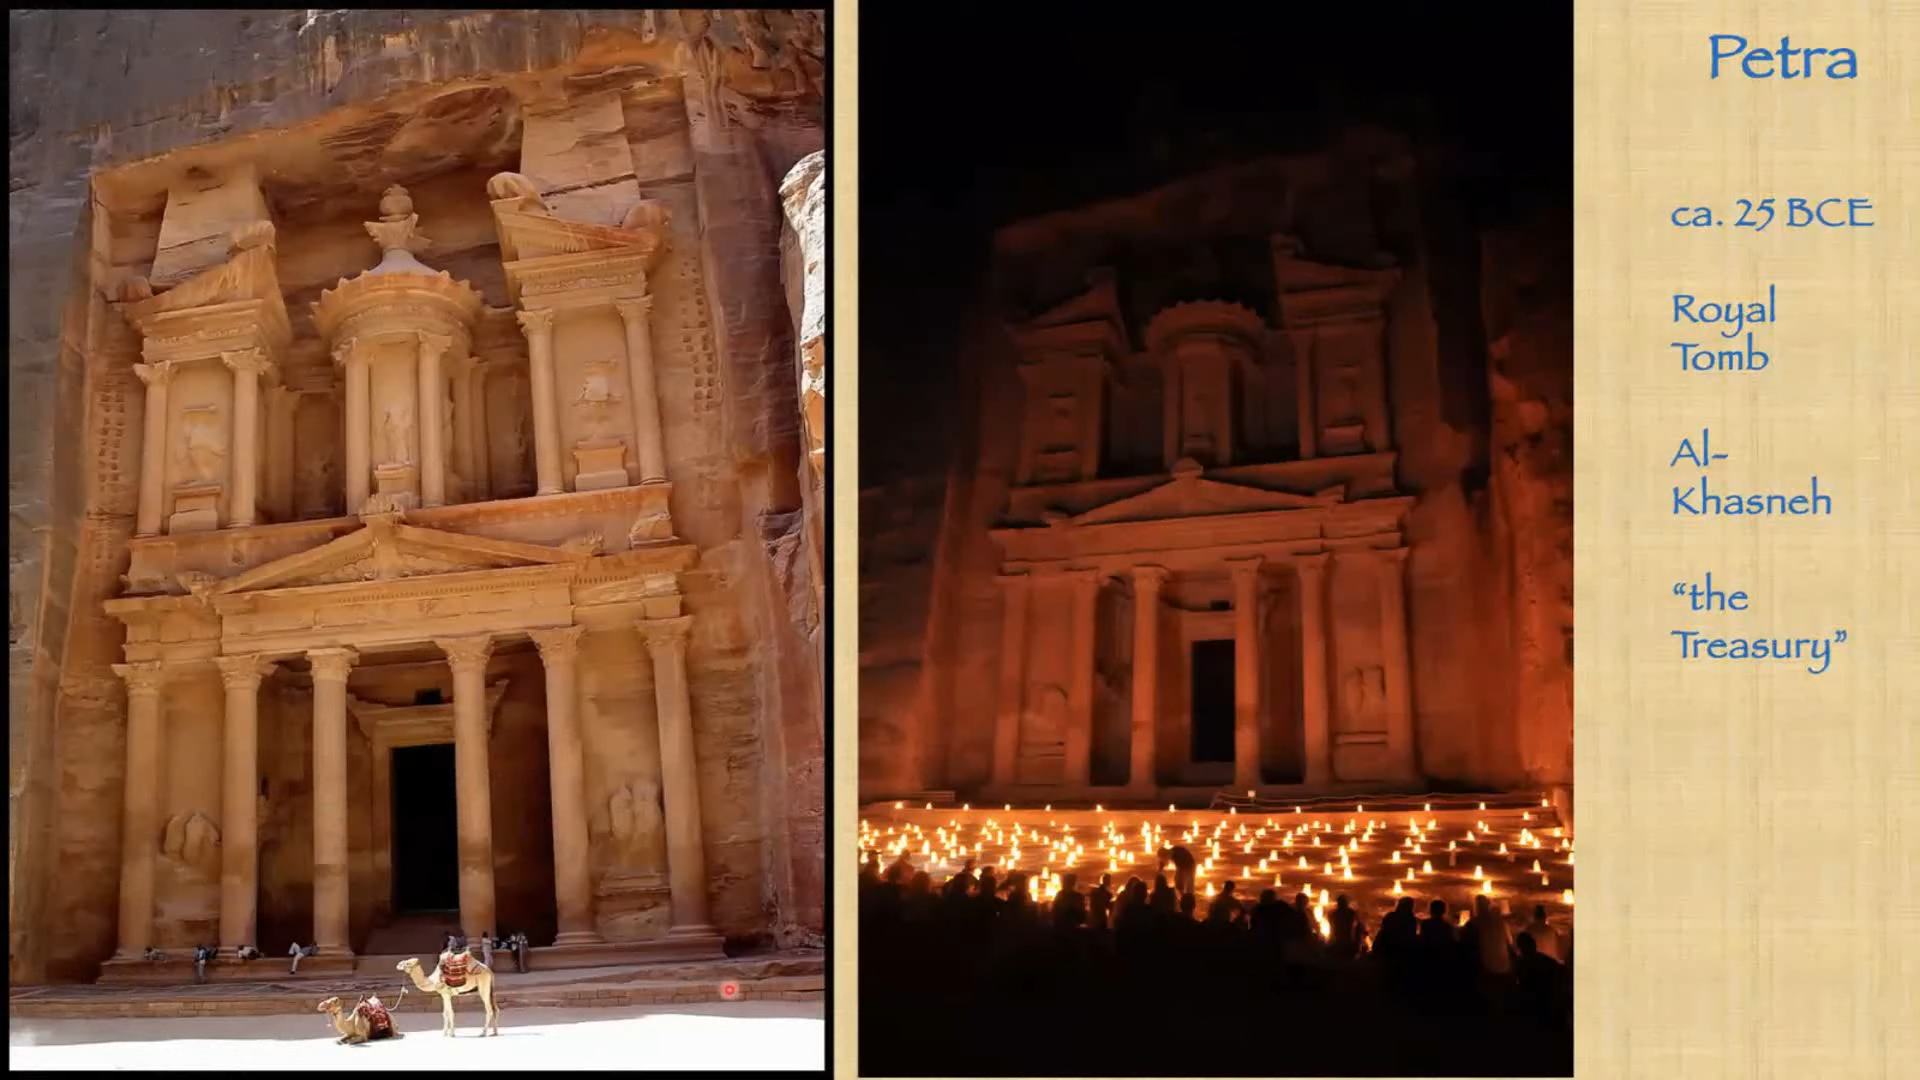 Petra
ca. 25 BCE
Royal
Tomb
Al-
Khasneh
“the
Treasury”